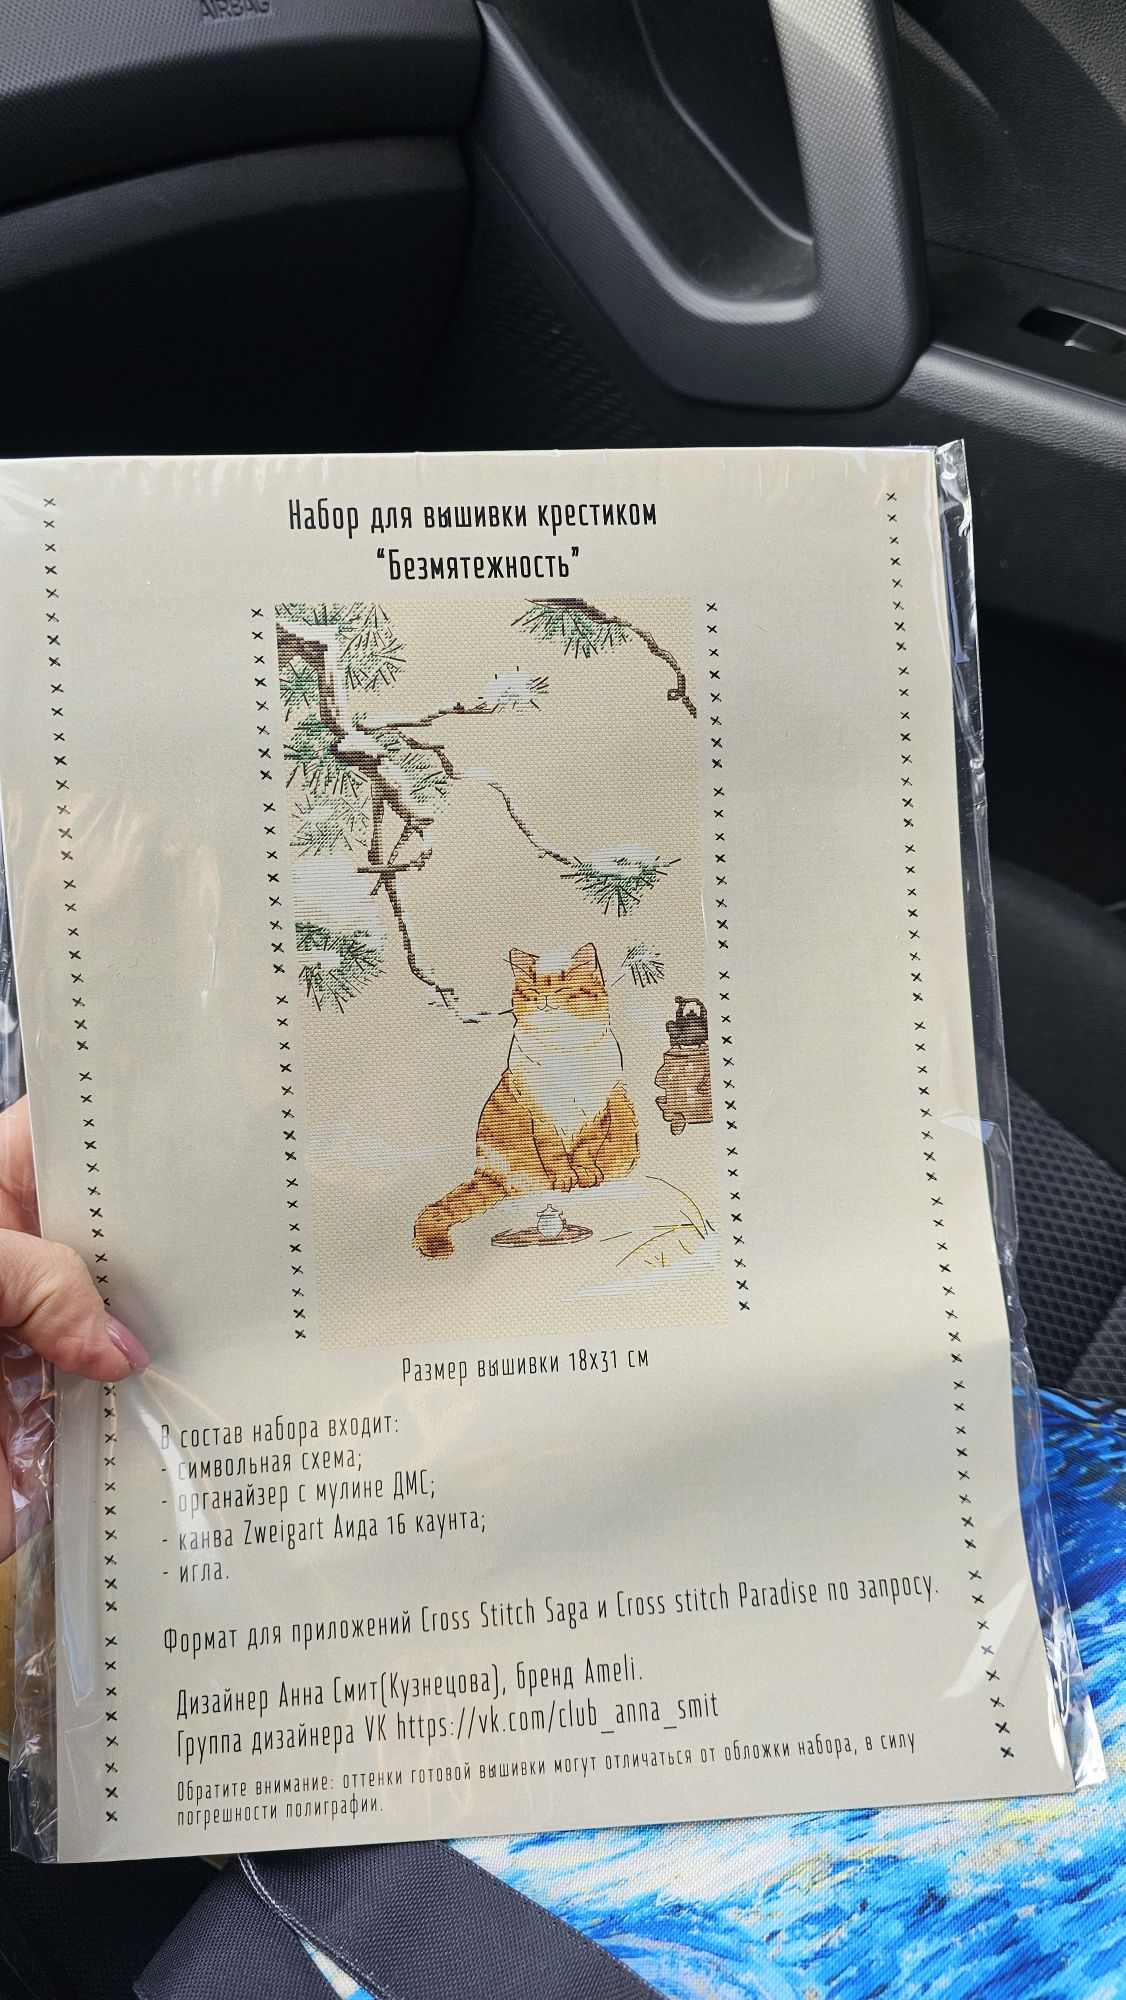 AIRBAG
Набор для вышивки крестиком
“Безмятежность”
Размер вышивки 18х31 см
В состав набора входит:
- символьная схема;
- органайзер с мулине ДМС;
- канва Zweigart Аида 16 каунта;
- игла.
Формат для приложений Cross Stitch Saga и Cross stitch Paradise по запросу.
Дизайнер Анна Смит(Кузнецова), бренд Ameli.
Группа дизайнера VK https://vk.com/club_anna_smit
Обратите внимание: оттенки готовой вышивки могут отличаться от обложки набора, в силу
погрешности полиграфии.